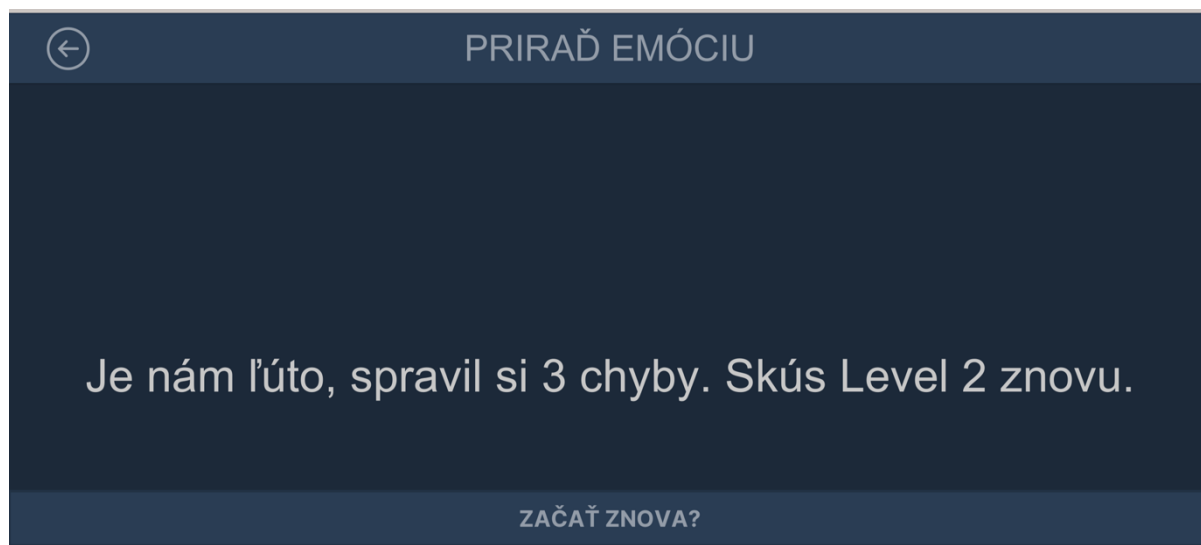 PRIRAĎ EMÓCIU
Je nám ľúto, spravil si 3 chyby. Skús Level 2 znovu.
ZAČAŤ ZNOVA?